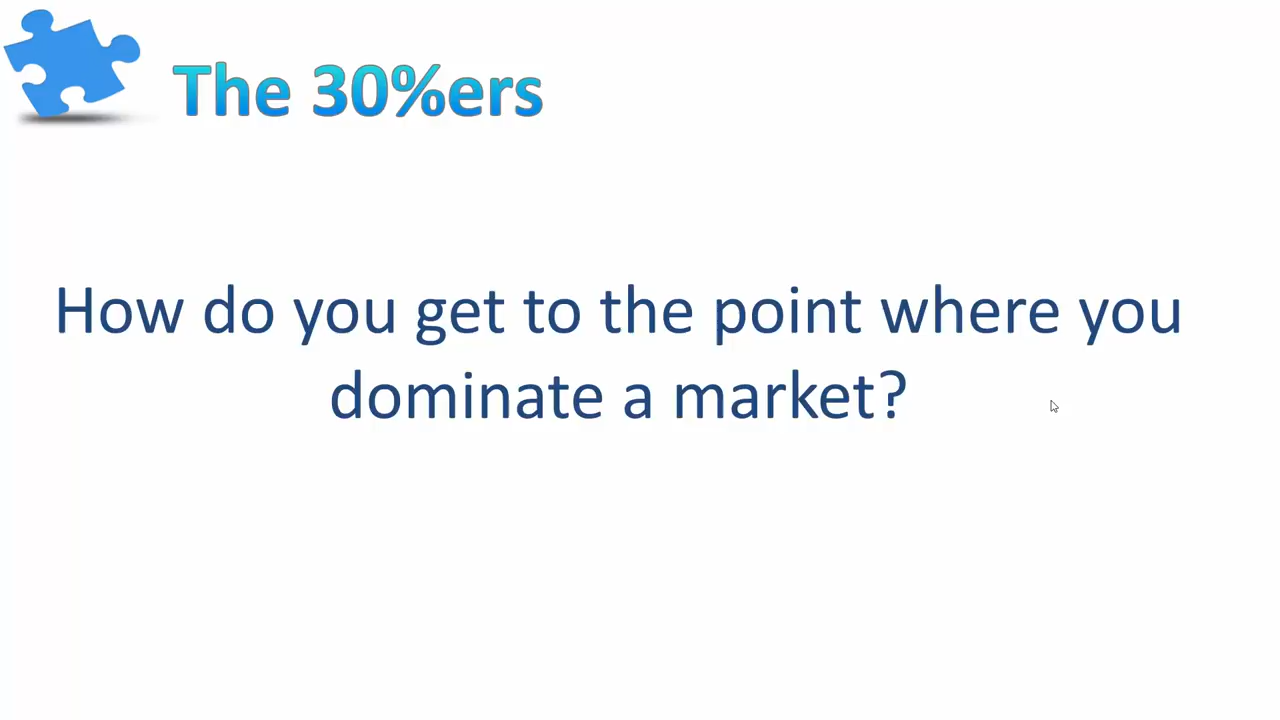 The 30%ers
How do you get to the point where you
dominate a market?